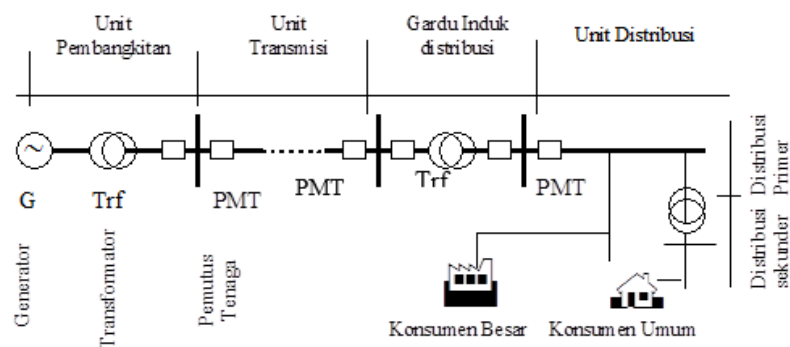 Unit
Pembangkitan
Unit
Transmisi
Gardu Induk
distribusi
Unit Distribusi
G
Trf
PMT
PMT
Trf
PMT
Generator
Transformator
Pemutus
Tenaga
Distribusi
Primer
Distribusi
sekunder
Konsumen Besar
Konsumen Umum